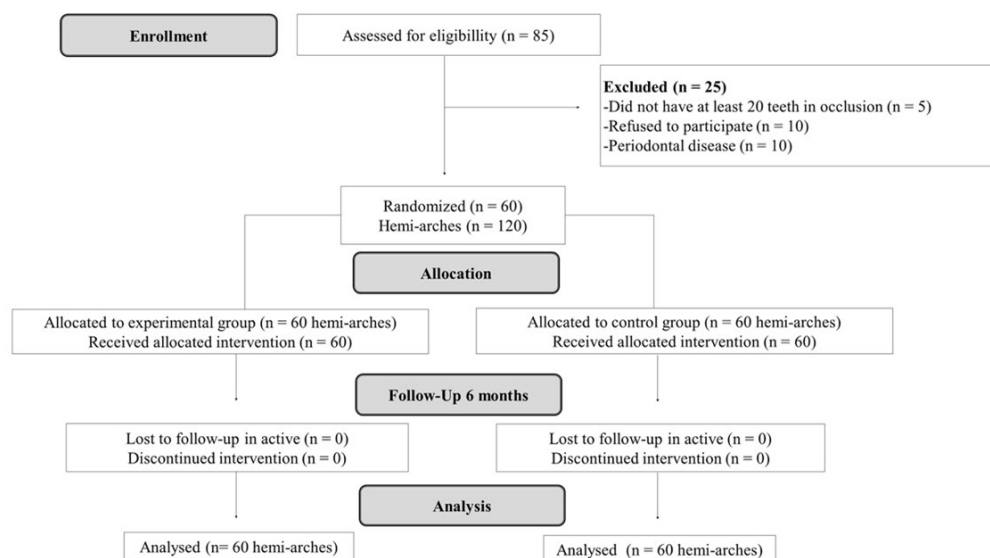 Enrollment
Assessed for eligibillity (n = 85)
Excluded (n = 25)
-Did not have at least 20 teeth in occlusion (n = 5)
-Refused to participate (n = 10)
-Periodontal disease (n = 10)
Randomized (n = 60)
Hemi-arches (n = 120)
Allocation
Allocated to experimental group (n = 60 hemi-arches)
Received allocated intervention (n = 60)
Allocated to control group (n = 60 hemi-arches)
Received allocated intervention (n = 60)
Follow-Up 6 months
Lost to follow-up in active (n = 0)
Discontinued intervention (n = 0)
Lost to follow-up in active (n = 0)
Discontinued intervention (n = 0)
Analysis
Analysed (n= 60 hemi-arches)
Analysed (n = 60 hemi-arches)